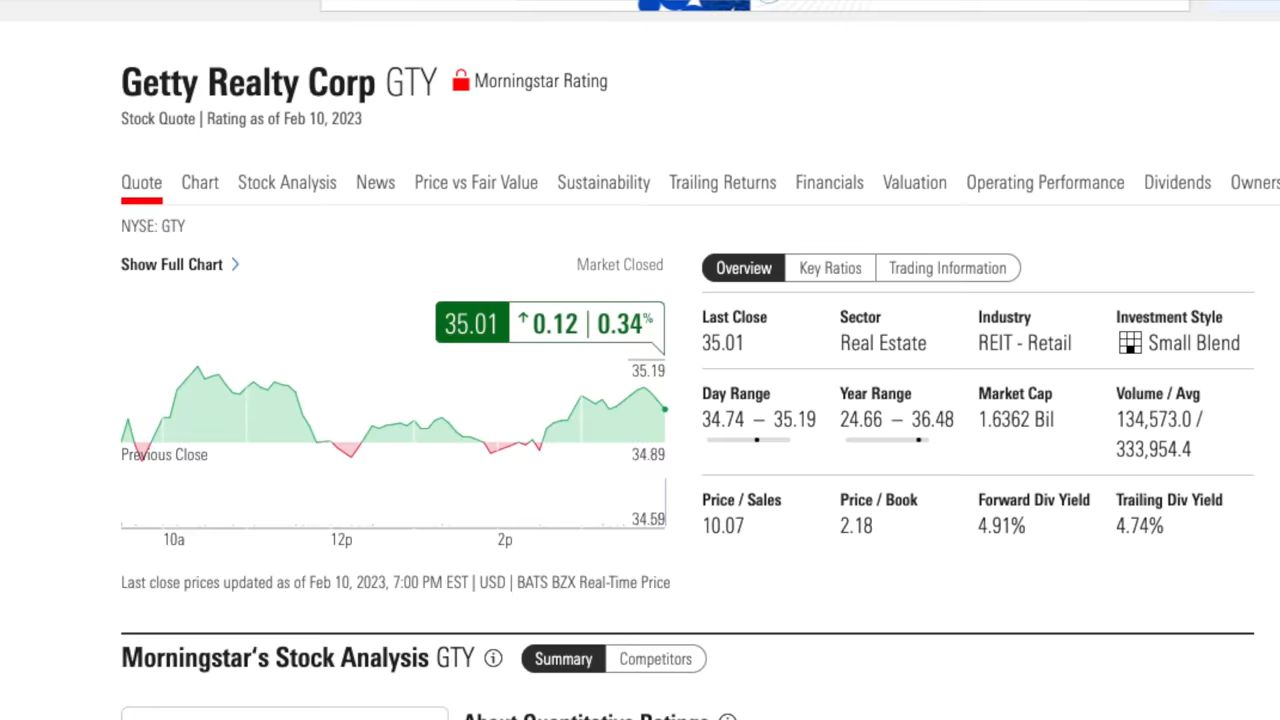 Getty Realty Corp GTY Morningstar Rating
Stock Quote | Rating as of Feb 10, 2023
Quote Chart Stock Analysis News Price vs Fair Value Sustainability Trailing Returns Financials Valuation Operating Performance Dividends Owners
NYSE: GTY
Show Full Chart Market Closed
35.01 ↑0.12 | 0.34%
35.19
Previous Close 34.89
34.59
10a 12p 2p
Last close prices updated as of Feb 10, 2023, 7:00 PM EST | USD | BATS BZX Real-Time Price
Overview Key Ratios Trading Information
Last Close Sector Industry Investment Style
35.01 Real Estate REIT - Retail Small Blend
Day Range Year Range Market Cap Volume / Avg
34.74 – 35.19 24.66 – 36.48 1.6362 Bil 134,573.0 /
333,954.4
Price / Sales Price / Book Forward Div Yield Trailing Div Yield
10.07 2.18 4.91% 4.74%
Morningstar's Stock Analysis GTY Summary Competitors
About Quantitative Ratings